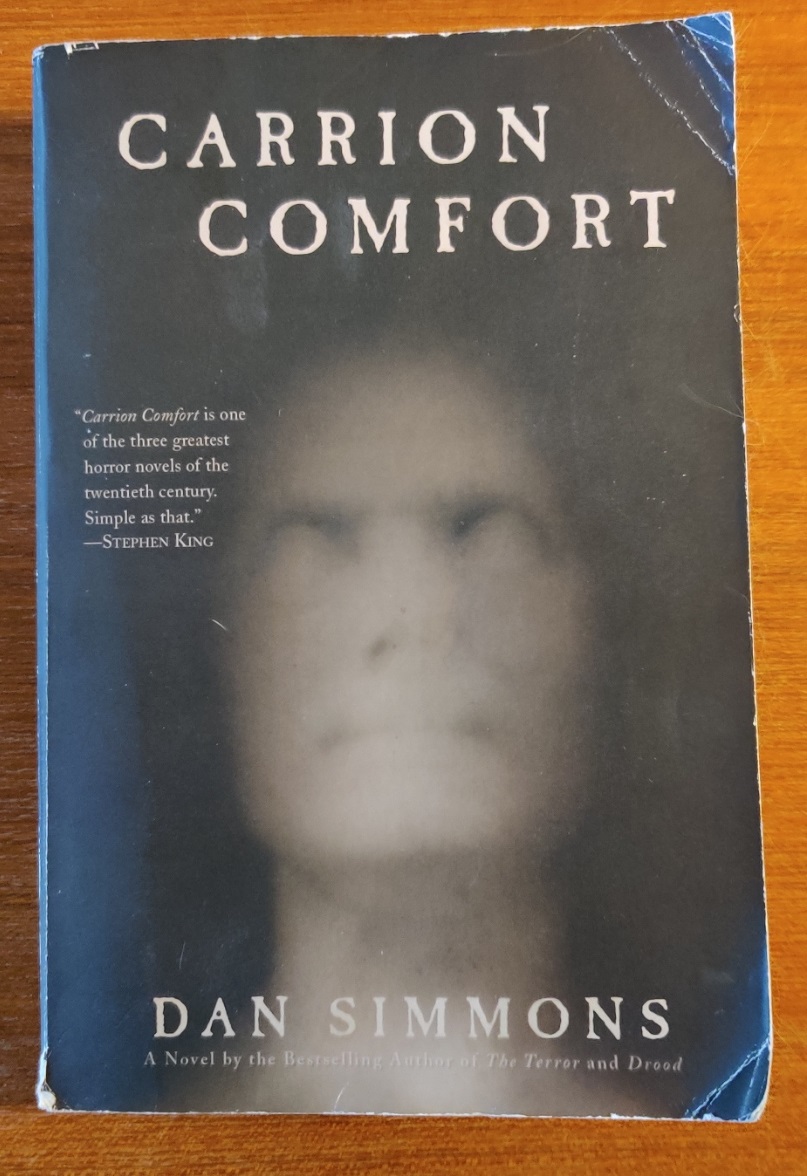 CARRION
COMFORT
“Carrion Comfort is one
of the three greatest
horror novels of the
twentieth century.
Simple as that.”
—STEPHEN KING
DAN SIMMONS
A Novel by the Bestselling Author of The Terror and Drood